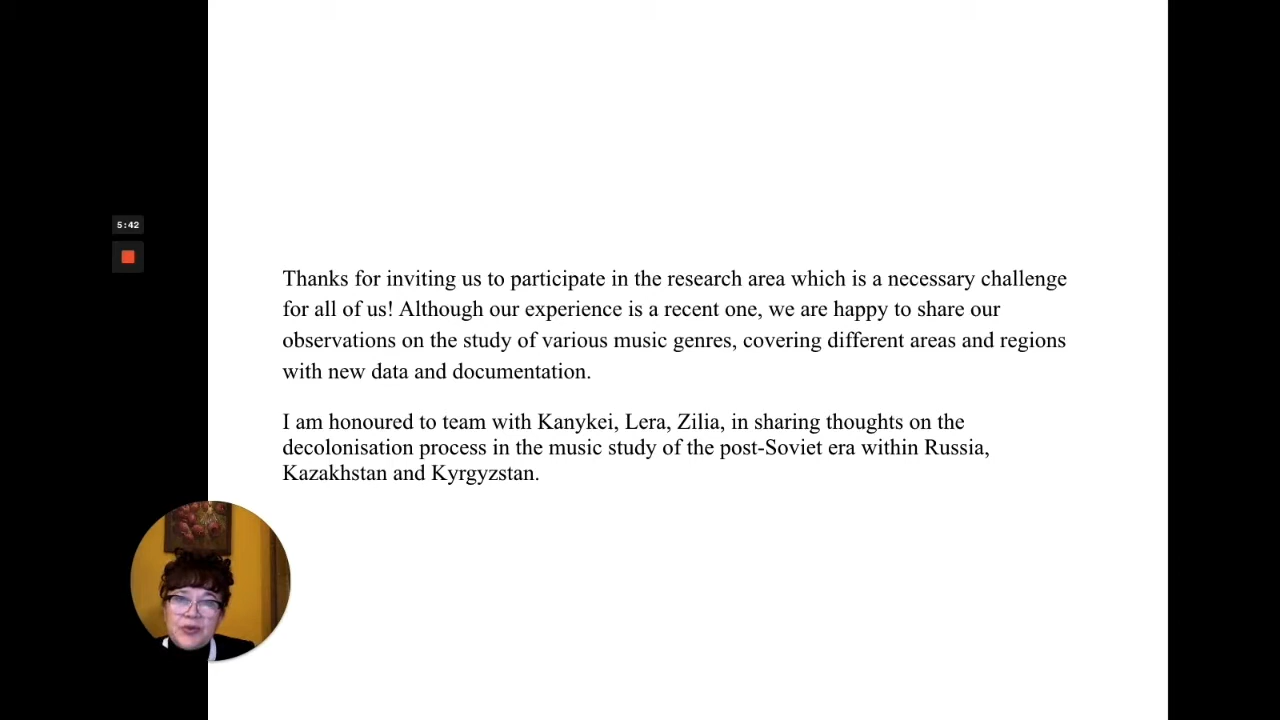 5:42
Thanks for inviting us to participate in the research area which is a necessary challenge
for all of us! Although our experience is a recent one, we are happy to share our
observations on the study of various music genres, covering different areas and regions
with new data and documentation.
I am honoured to team with Kanykei, Lera, Zilia, in sharing thoughts on the
decolonisation process in the music study of the post-Soviet era within Russia,
Kazakhstan and Kyrgyzstan.